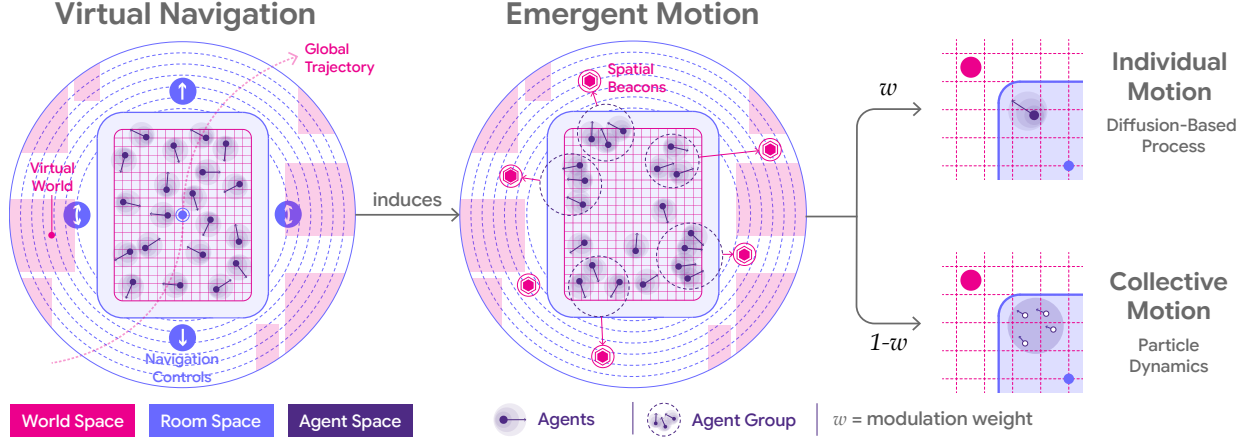 Virtual Navigation
Emergent Motion
Global
Trajectory
Virtual
World
Navigation
Controls
induces
Spatial
Beacons
w
1-w
Individual
Motion
Diffusion-Based
Process
Collective
Motion
Particle
Dynamics
World Space
Room Space
Agent Space
Agents
Agent Group
w = modulation weight